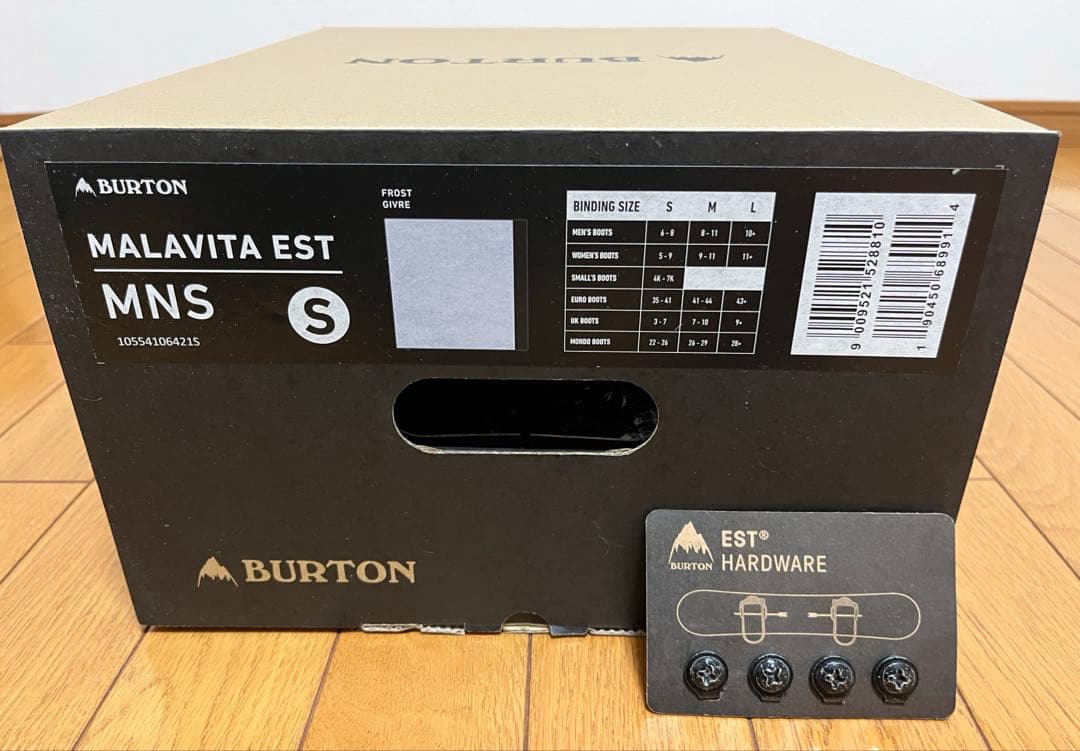 BURTON
BURTON
MALAVITA EST
MNS
S
10554106421S
FROST
GIVRE
BINDING SIZE S M L
MEN'S BOOTS 6-8 8-11 10+
WOMEN'S BOOTS 5-9 9-11 11+
SMALL'S BOOTS 4K-7K
EURO BOOTS 35-41 41-44 43+
UK BOOTS 3-7 7-10 9+
MONDO BOOTS 22-26 26-29 28+
9 009521 528810
1 90450 68991 4
BURTON
BURTON
EST®
HARDWARE